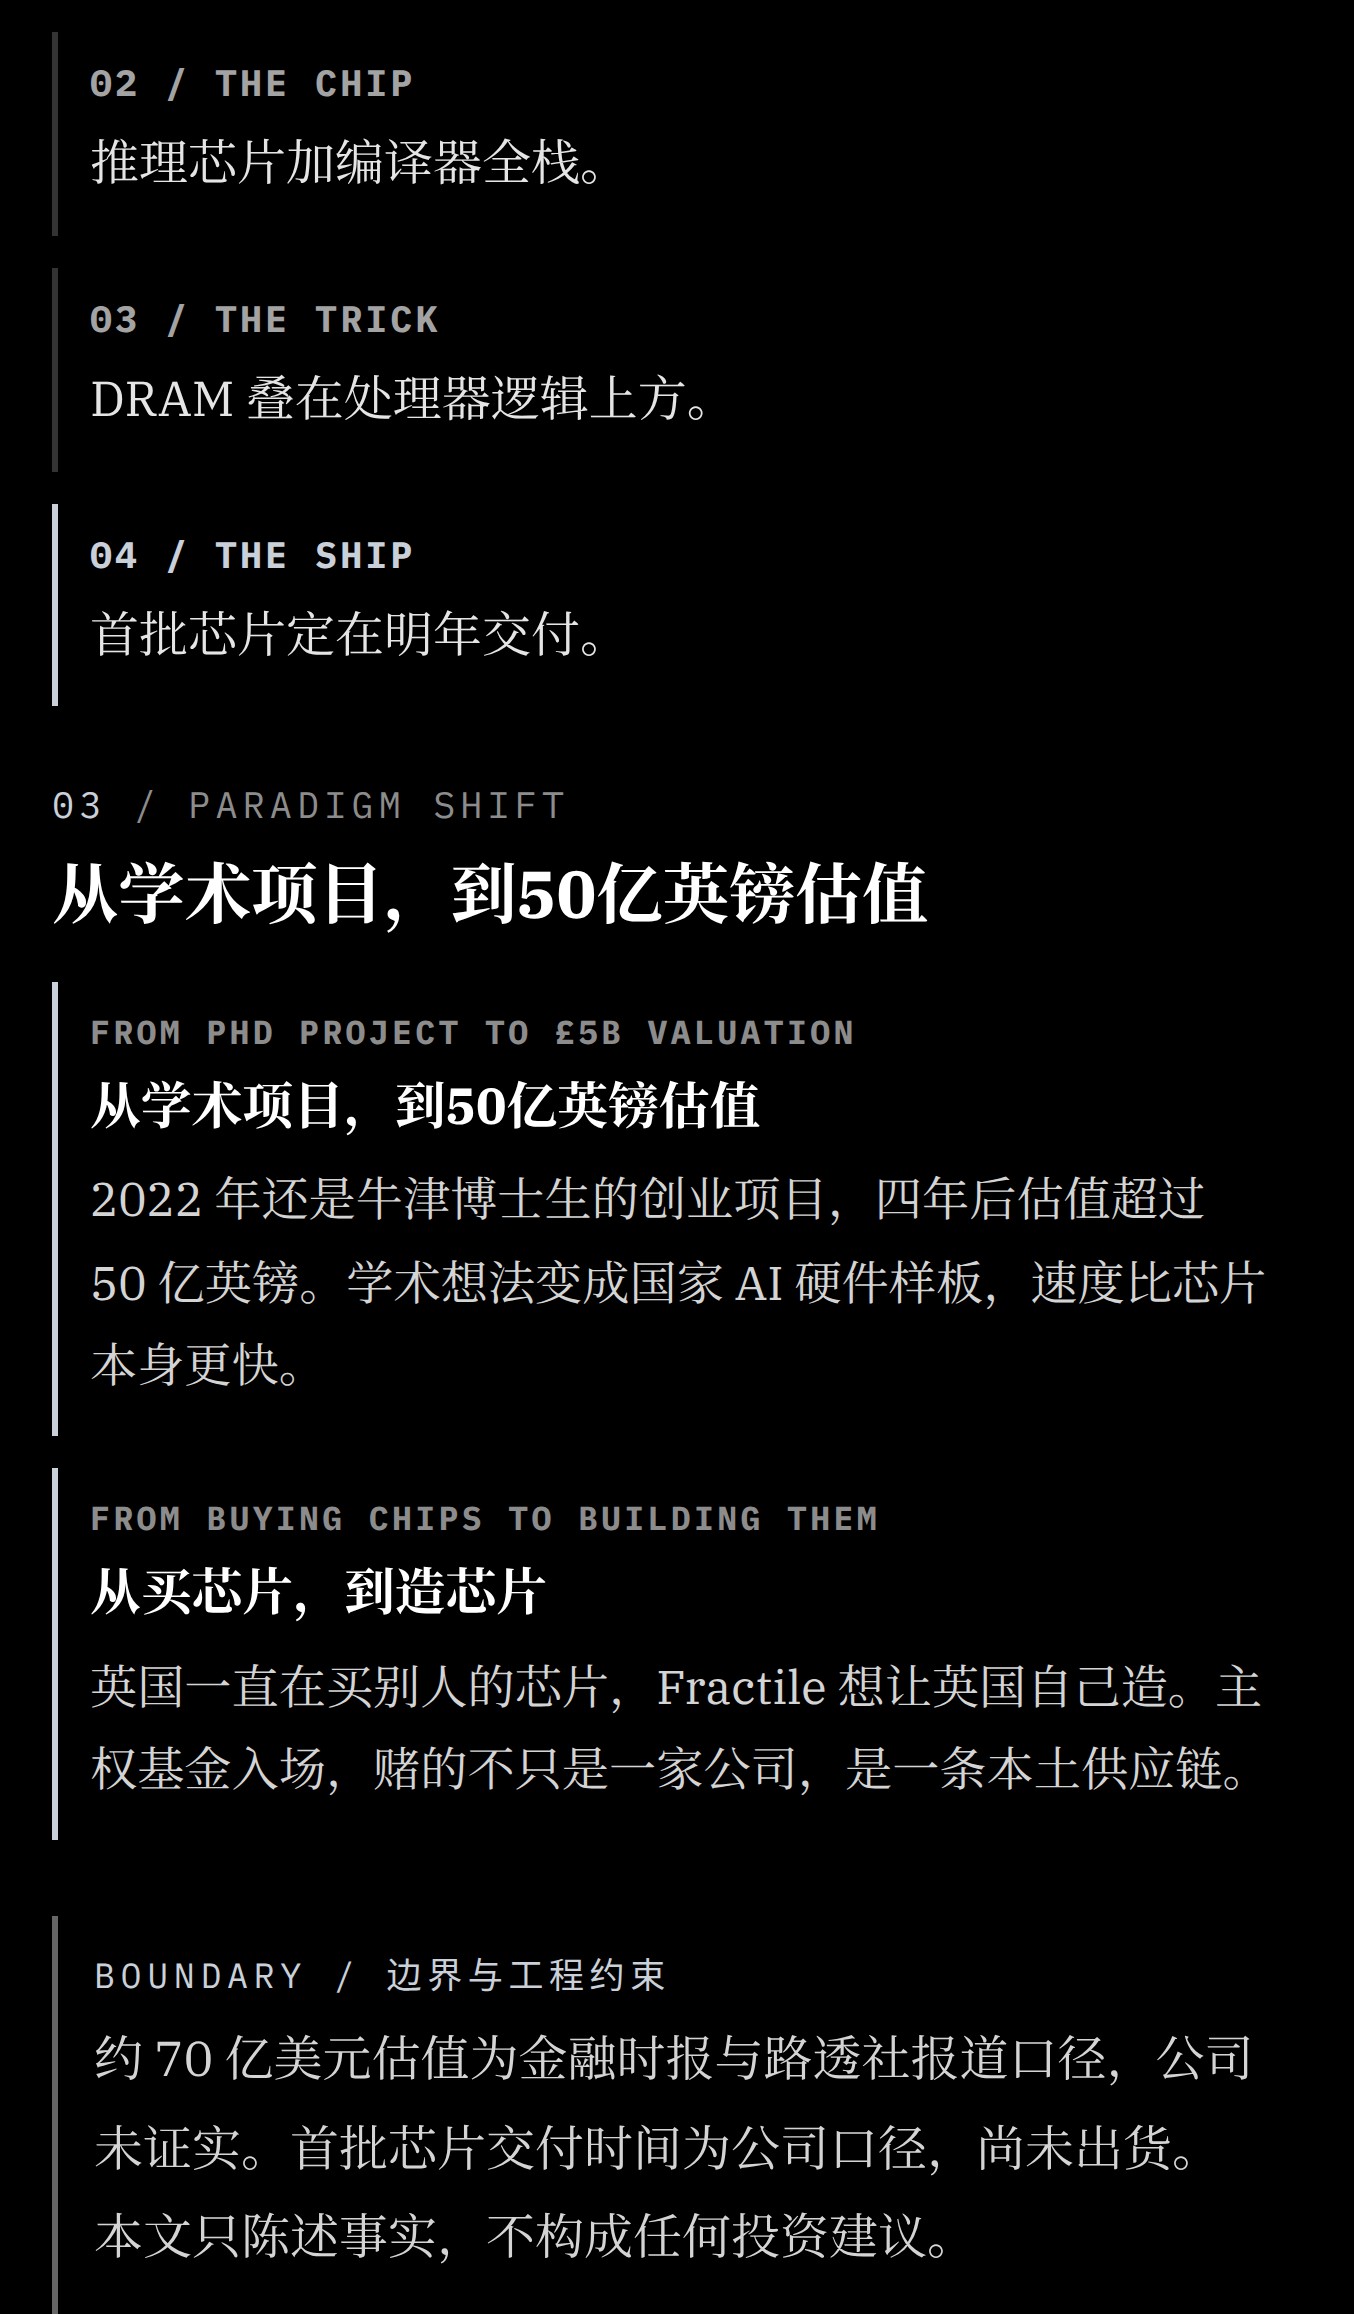 02 / THE CHIP
推理芯片加编译器全栈。
03 / THE TRICK
DRAM 叠在处理器逻辑上方。
04 / THE SHIP
首批芯片定在明年交付。
03 / PARADIGM SHIFT
从学术项目，到50亿英镑估值
FROM PHD PROJECT TO £5B VALUATION
从学术项目，到50亿英镑估值
2022 年还是牛津博士生的创业项目，四年后估值超过
50 亿英镑。学术想法变成国家 AI 硬件样板，速度比芯片
本身更快。
FROM BUYING CHIPS TO BUILDING THEM
从买芯片，到造芯片
英国一直在买别人的芯片，Fractile 想让英国自己造。主
权基金入场，赌的不只是一家公司，是一条本土供应链。
BOUNDARY / 边界与工程约束
约 70 亿美元估值为金融时报与路透社报道口径，公司
未证实。首批芯片交付时间为公司口径，尚未出货。
本文只陈述事实，不构成任何投资建议。